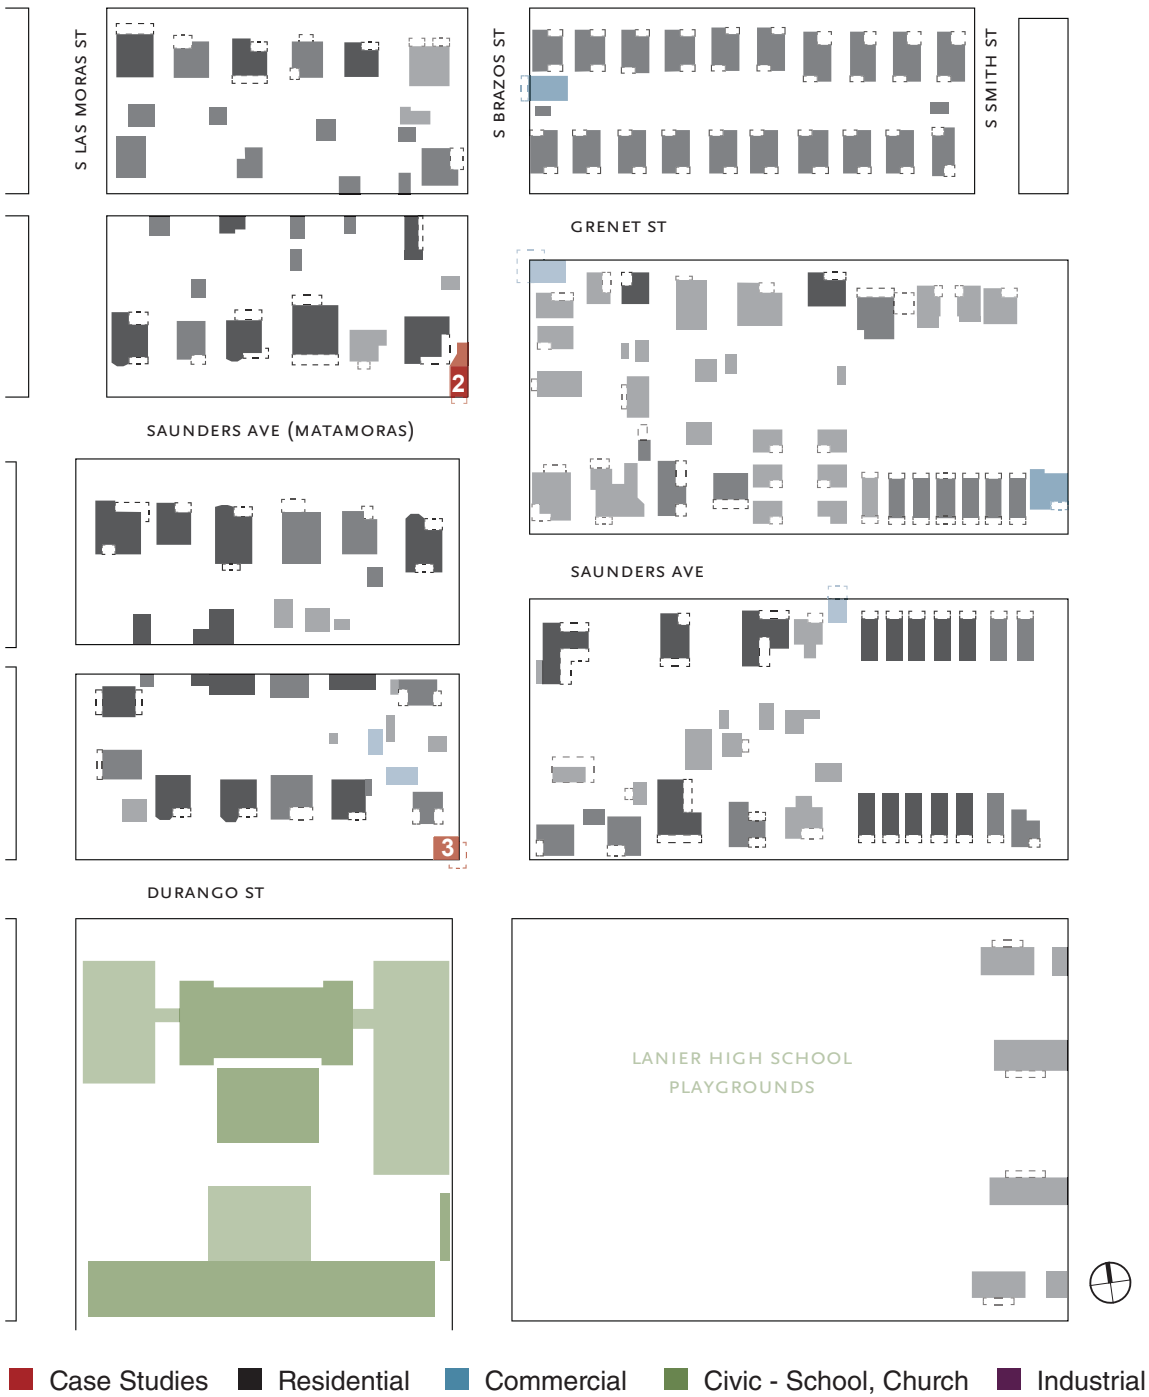 S LAS MORAS ST
S BRAZOS ST
S SMITH ST
GRENET ST
2
SAUNDERS AVE (MATAMORAS)
SAUNDERS AVE
3
DURANGO ST
LANIER HIGH SCHOOL
PLAYGROUNDS
Case Studies Residential Commercial Civic - School, Church Industrial